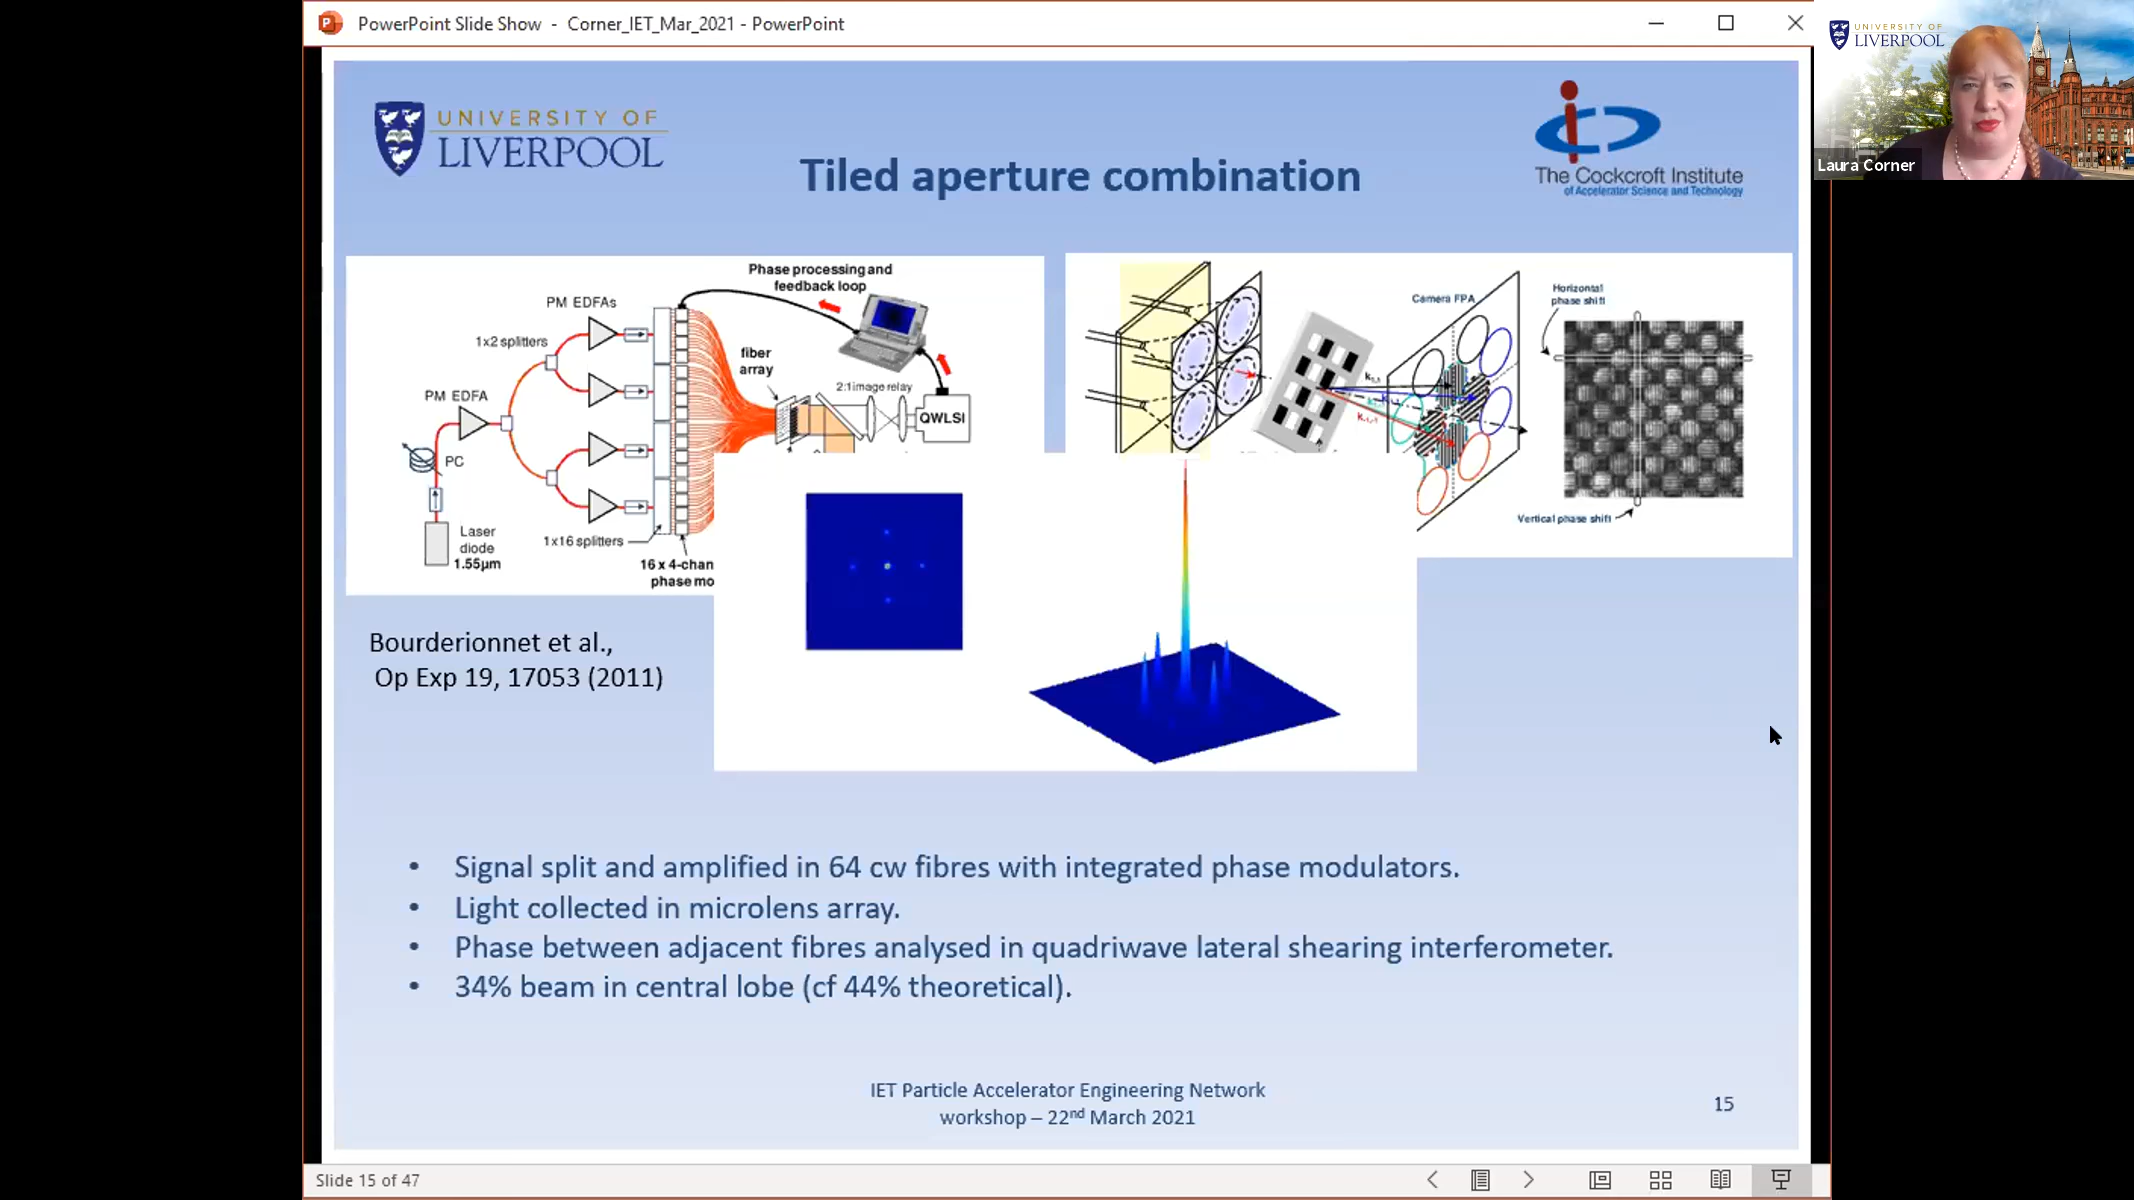 PowerPoint Slide Show - Corner_IET_Mar_2021 - PowerPoint
UNIVERSITY OF
LIVERPOOL
Laura Corner
UNIVERSITY OF
LIVERPOOL
Tiled aperture combination
The Cockcroft Institute
of Accelerator Science and Technology
Phase processing and
feedback loop
PM EDFAs
1x2 splitters
fiber
array
2:1 image relay
PM EDFA
QWLSI
PC
Laser
diode
1.55µm
1x16 splitters
16 x 4-chan
phase mo
Camera FPA
Horizontal
phase shift
Vertical phase shift
Bourderionnet et al.,
Op Exp 19, 17053 (2011)
• Signal split and amplified in 64 cw fibres with integrated phase modulators.
• Light collected in microlens array.
• Phase between adjacent fibres analysed in quadriwave lateral shearing interferometer.
• 34% beam in central lobe (cf 44% theoretical).
IET Particle Accelerator Engineering Network
workshop – 22nd March 2021
15
Slide 15 of 47